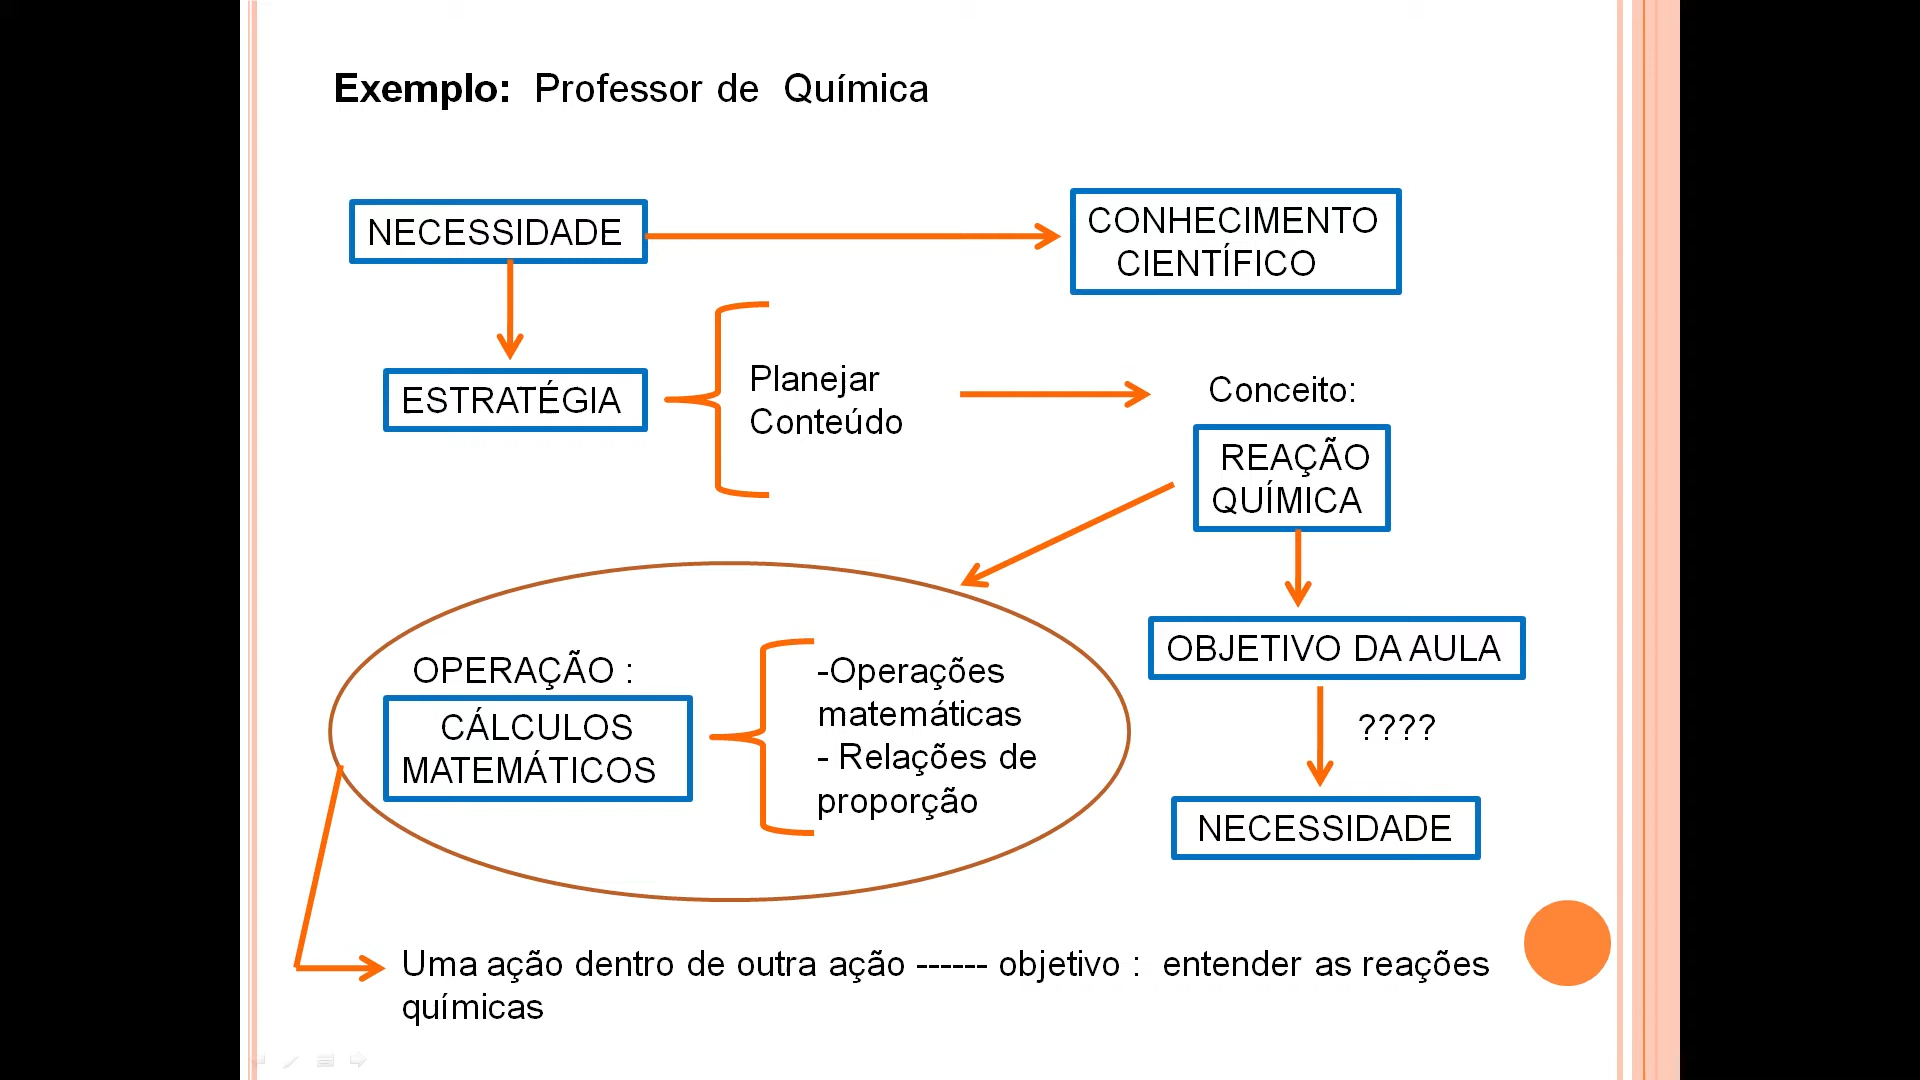 Exemplo: Professor de Química
NECESSIDADE
CONHECIMENTO
CIENTÍFICO
ESTRATÉGIA
Planejar
Conteúdo
Conceito:
REAÇÃO
QUÍMICA
OBJETIVO DA AULA
????
NECESSIDADE
OPERAÇÃO :
CÁLCULOS
MATEMÁTICOS
-Operações
matemáticas
- Relações de
proporção
Uma ação dentro de outra ação ------ objetivo : entender as reações
químicas